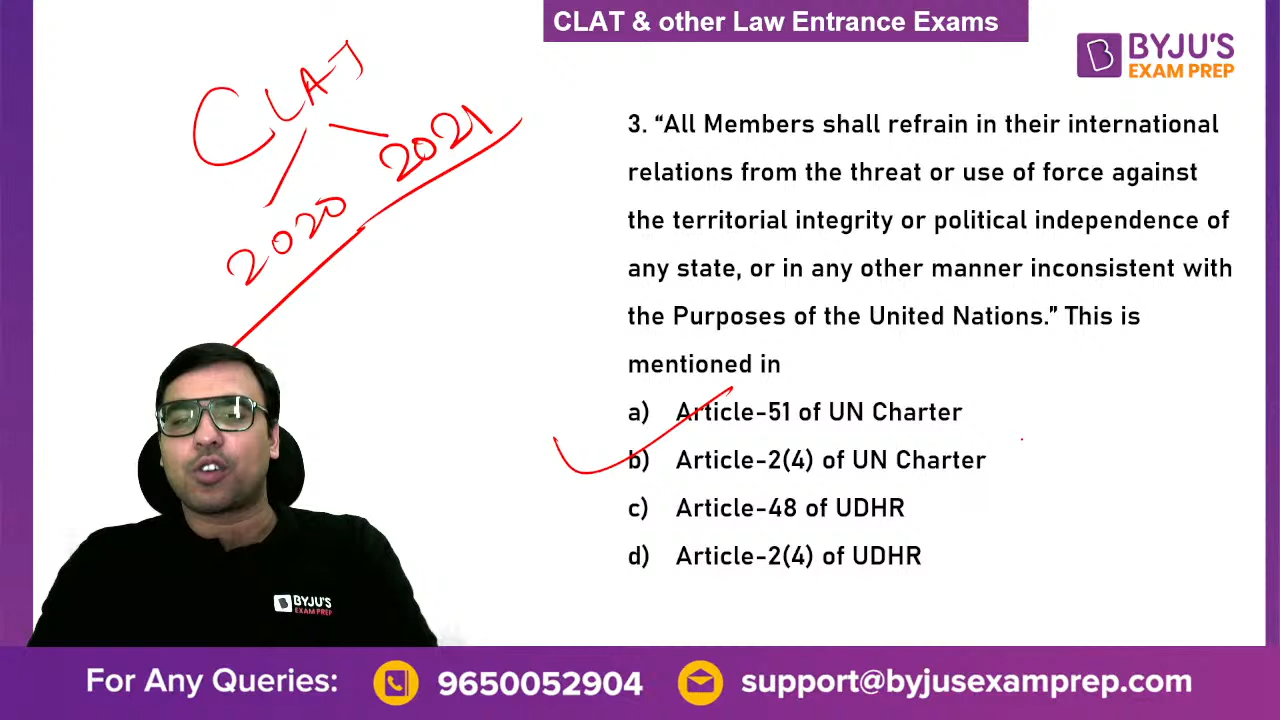 CLAT & other Law Entrance Exams
BYJU'S
EXAM PREP
CLAT
2020
2021
3. “All Members shall refrain in their international
relations from the threat or use of force against
the territorial integrity or political independence of
any state, or in any other manner inconsistent with
the Purposes of the United Nations.” This is
mentioned in
a) Article-51 of UN Charter
b) Article-2(4) of UN Charter
c) Article-48 of UDHR
d) Article-2(4) of UDHR
BYJU'S
EXAM PREP
For Any Queries: 9650052904 support@byjusexamprep.com